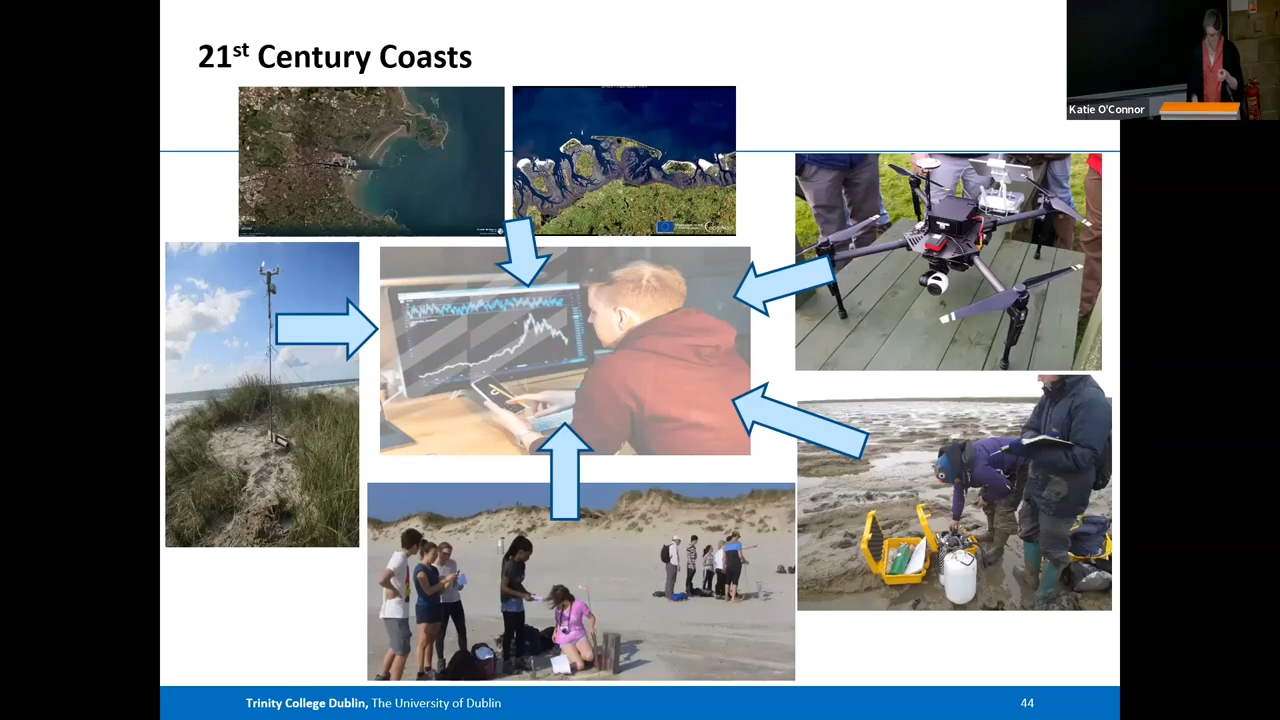 21st Century Coasts
Katie O'Connor
Trinity College Dublin, The University of Dublin
44